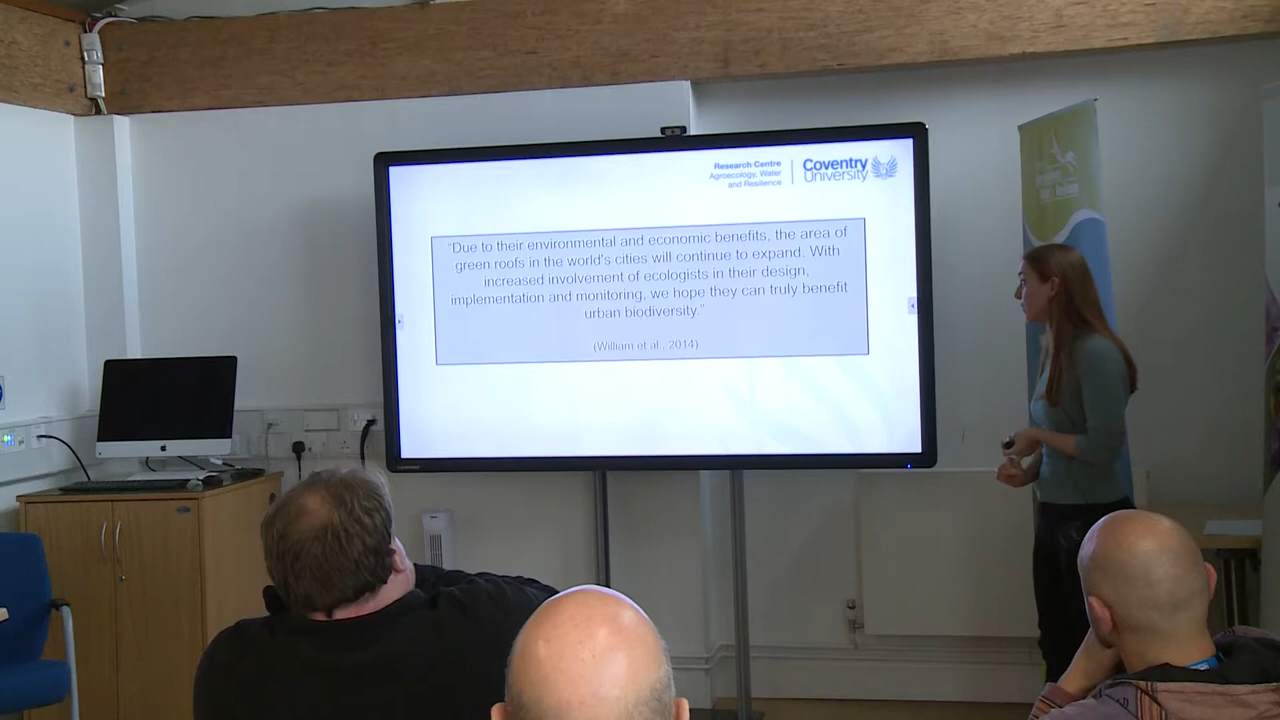 Research Centre
Agroecology, Water
and Resilience
Coventry
University
"Due to their environmental and economic benefits, the area of
green roofs in the world's cities will continue to expand. With
increased involvement of ecologists in their design,
implementation and monitoring, we hope they can truly benefit
urban biodiversity."
(William et al., 2014)